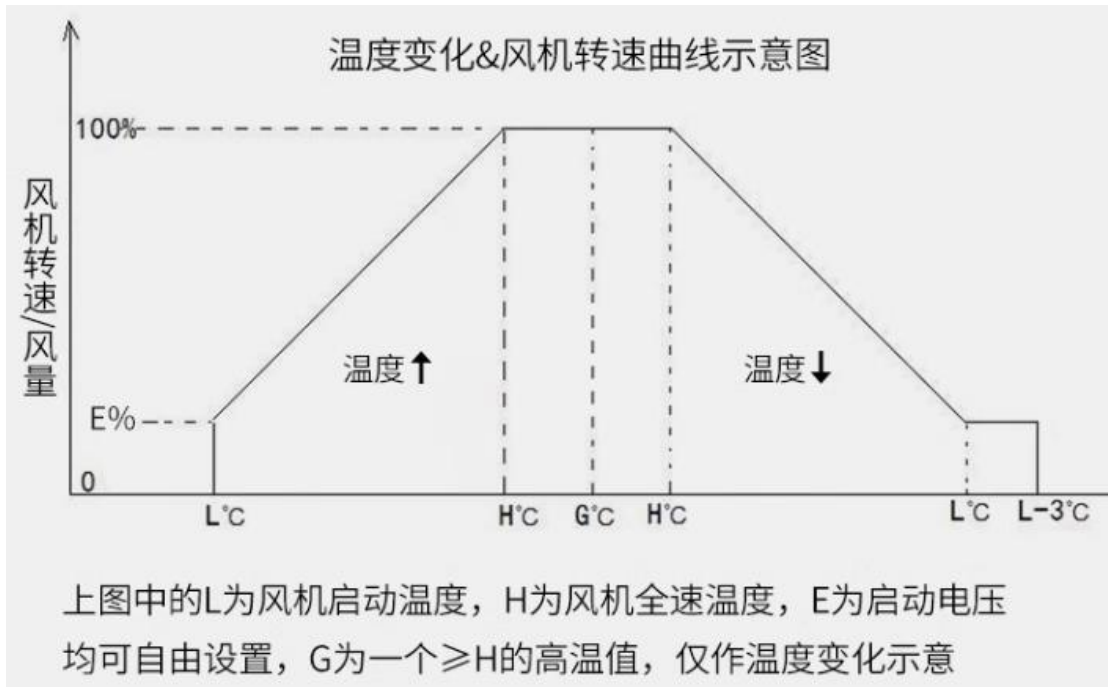 温度变化&风机转速曲线示意图
100%
风机转速/风量
温度↑
温度↓
E%
0
L℃
H℃
G℃
H℃
L℃
L-3℃
上图中的L为风机启动温度，H为风机全速温度，E为启动电压
均可自由设置，G为一个≥H的高温值，仅作温度变化示意